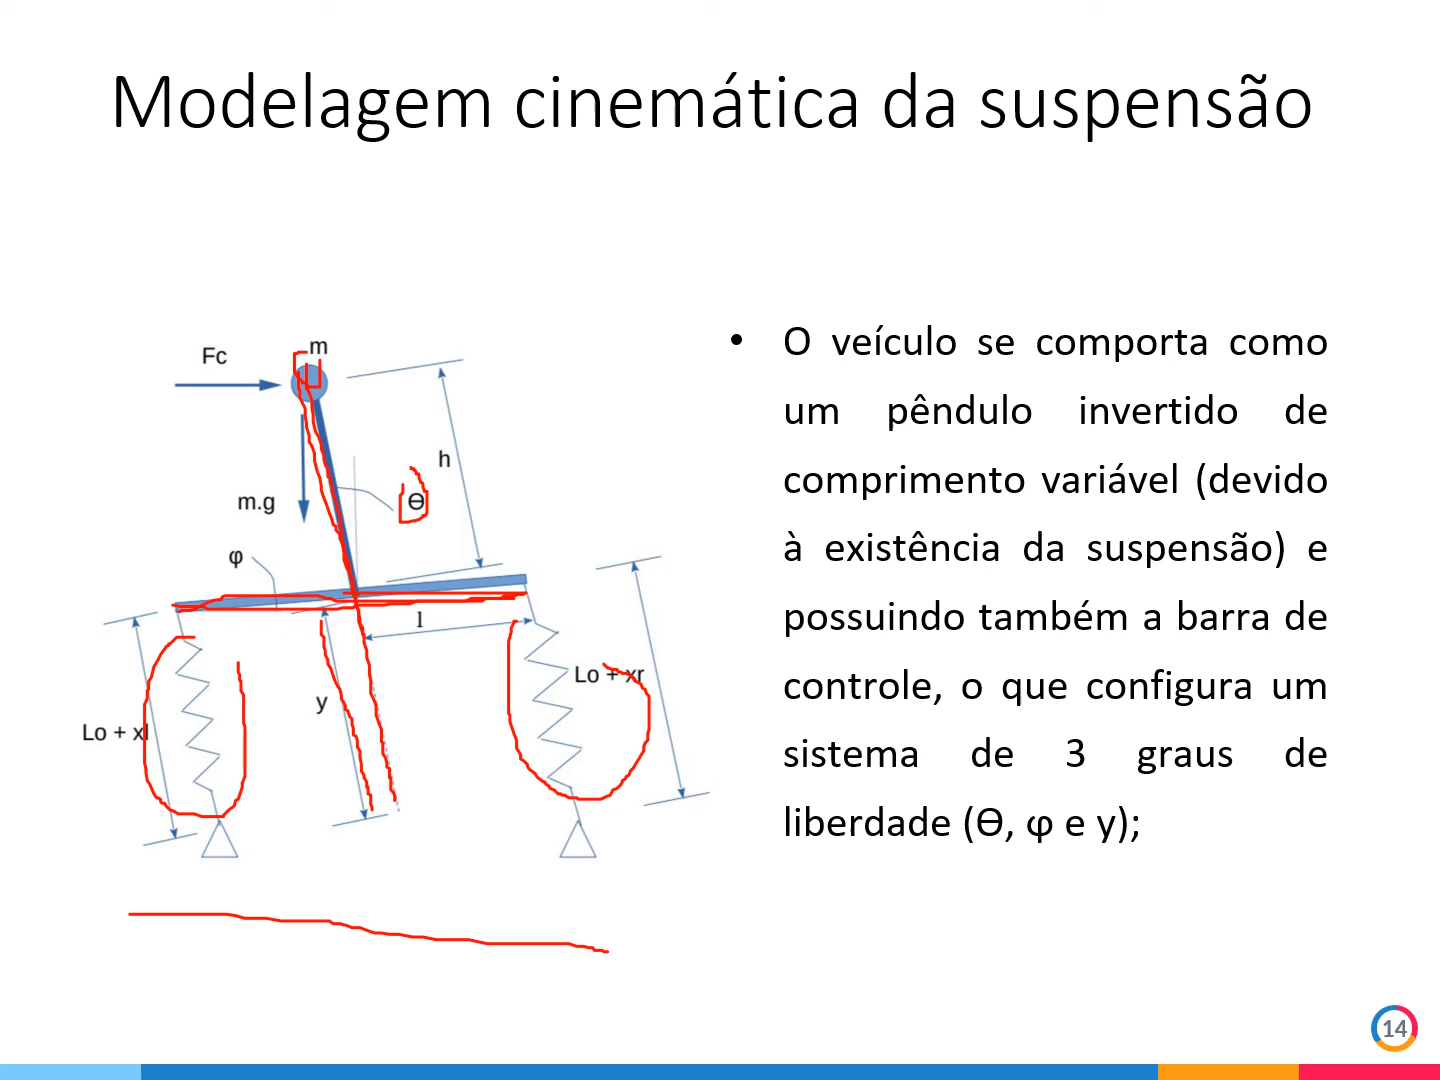 Modelagem cinemática da suspensão
Fc
m
h
Ɵ
m.g
φ
l
Lo + xr
y
Lo + xl
• O veículo se comporta como
um pêndulo invertido de
comprimento variável (devido
à existência da suspensão) e
possuindo também a barra de
controle, o que configura um
sistema de 3 graus de
liberdade (Ɵ, φ e y);
14